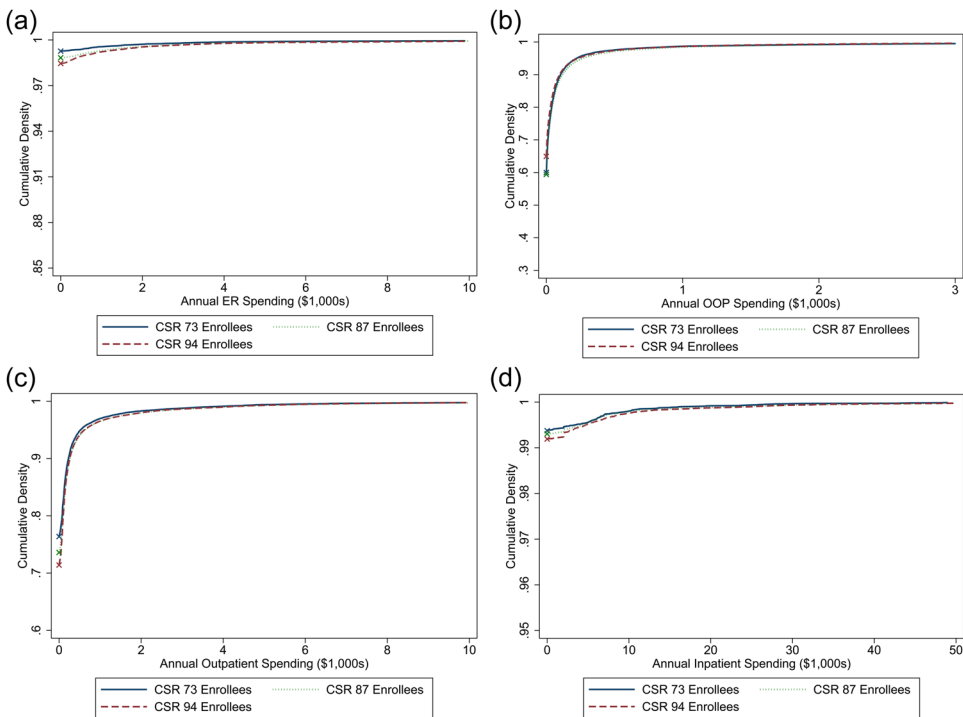 (a)
Cumulative Density
1
.97
.94
.91
.88
.85
0 2 4 6 8 10
Annual ER Spending ($1,000s)
CSR 73 Enrollees CSR 87 Enrollees
CSR 94 Enrollees
(b)
Cumulative Density
1
.9
.8
.7
.6
.5
.4
.3
0 1 2 3
Annual OOP Spending ($1,000s)
CSR 73 Enrollees CSR 87 Enrollees
CSR 94 Enrollees
(c)
Cumulative Density
1
.9
.8
.7
.6
0 2 4 6 8 10
Annual Outpatient Spending ($1,000s)
CSR 73 Enrollees CSR 87 Enrollees
CSR 94 Enrollees
(d)
Cumulative Density
1
.99
.98
.97
.96
.95
0 10 20 30 40 50
Annual Inpatient Spending ($1,000s)
CSR 73 Enrollees CSR 87 Enrollees
CSR 94 Enrollees